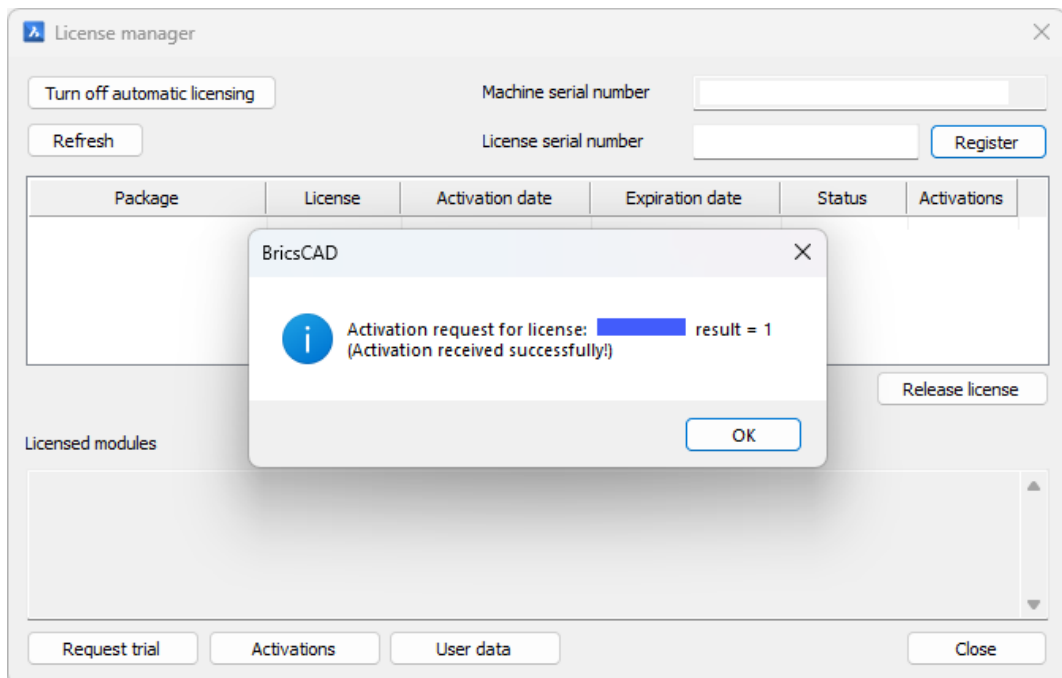 License manager
Turn off automatic licensing
Machine serial number
Refresh
License serial number
Register
Package License Activation date Expiration date Status Activations
BricsCAD
Activation request for license: result = 1
(Activation received successfully!)
OK
Release license
Licensed modules
Request trial Activations User data Close